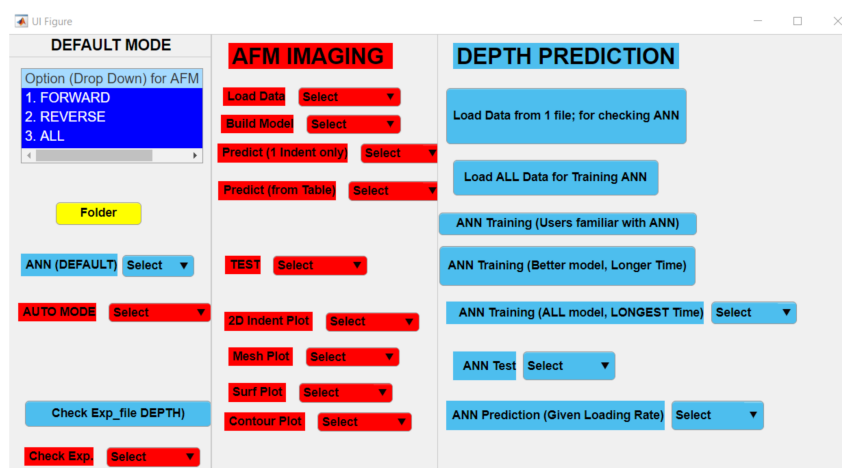 UI Figure
DEFAULT MODE
Option (Drop Down) for AFM
1. FORWARD
2. REVERSE
3. ALL
Folder
ANN (DEFAULT) Select
AUTO MODE Select
Check Exp_file DEPTH)
Check Exp. Select
AFM IMAGING
Load Data Select
Build Model Select
Predict (1 Indent only) Select
Predict (from Table) Select
TEST Select
2D Indent Plot Select
Mesh Plot Select
Surf Plot Select
Contour Plot Select
DEPTH PREDICTION
Load Data from 1 file; for checking ANN
Load ALL Data for Training ANN
ANN Training (Users familiar with ANN)
ANN Training (Better model, Longer Time)
ANN Training (ALL model, LONGEST Time) Select
ANN Test Select
ANN Prediction (Given Loading Rate) Select